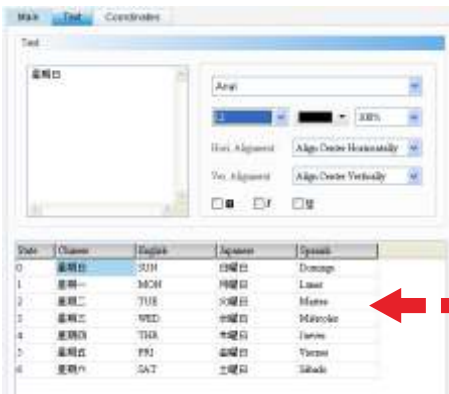 Main Text Coordinates
Text
星期日
Arial
12 100%
Hori. Alignment Align Center Horizontally
Ver. Alignment Align Center Vertically
B I U
State Chinese English Japanese Spanish
0 星期日 SUN 日曜日 Domingo
1 星期一 MON 月曜日 Lunes
2 星期二 TUE 火曜日 Martes
3 星期三 WED 水曜日 Miércoles
4 星期四 THR 木曜日 Jueves
5 星期五 FRI 金曜日 Viernes
6 星期六 SAT 土曜日 Sábado